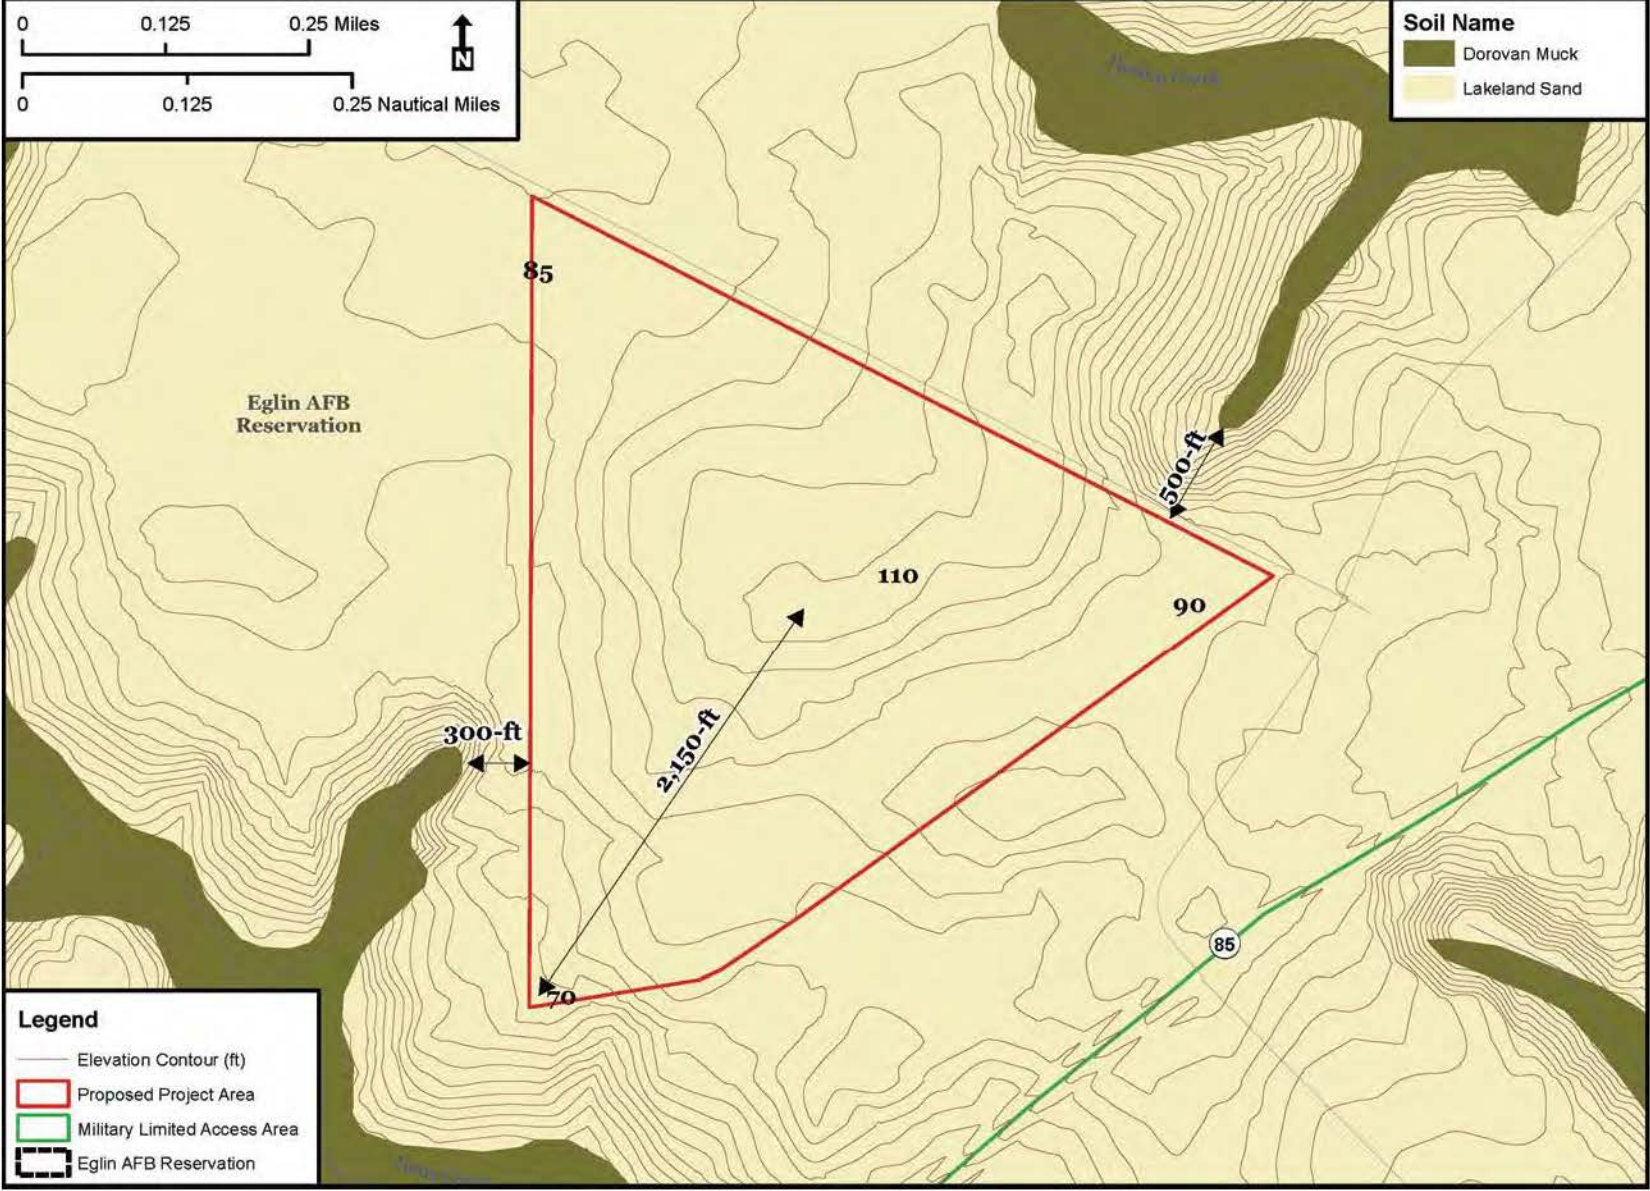 0 0.125 0.25 Miles
N
0 0.125 0.25 Nautical Miles
Soil Name
Dorovan Muck
Lakeland Sand
85
Eglin AFB
Reservation
500-ft
110
90
300-ft
2,150-ft
85
70
Legend
Elevation Contour (ft)
Proposed Project Area
Military Limited Access Area
Eglin AFB Reservation